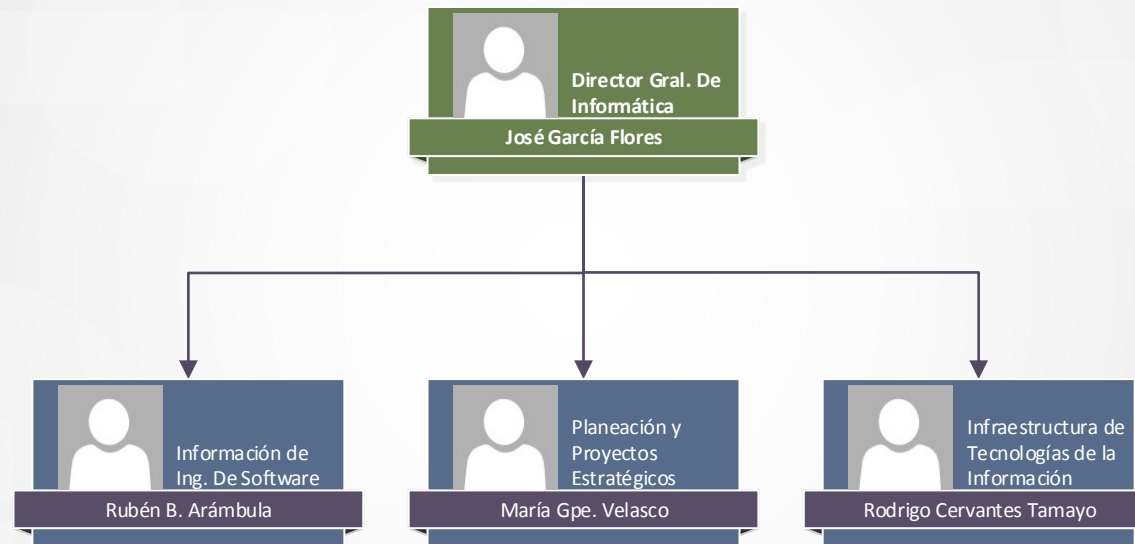 Director Gral. De
Informática
José García Flores
Información de
Ing. De Software
Rubén B. Arámbula
Planeación y
Proyectos
Estratégicos
María Gpe. Velasco
Infraestructura de
Tecnologías de la
Información
Rodrigo Cervantes Tamayo